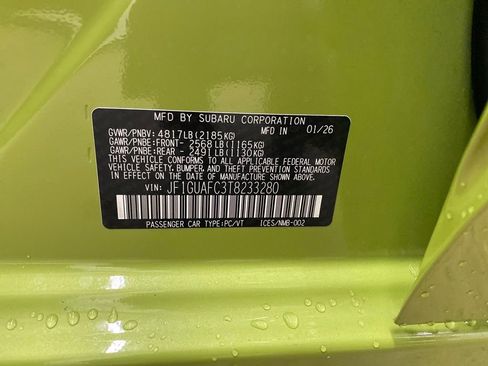 MFD BY SUBARU CORPORATION
GVWR/PNBV: 4817LB(2185KG) 01/26
GAWR/PNBE:FRONT- 2568LB(1165KG)
GAWR/PNBE:REAR - 2491LB(1130KG)
THIS VEHICLE CONFORMS TO ALL APPLICABLE FEDERAL MOTOR
VEHICLE SAFETY, BUMPER, AND THEFT PREVENTION STANDARDS
IN EFFECT ON THE DATE OF MANUFACTURE SHOWN ABOVE.
VIN: JF1GUAFC3T8233280
PASSENGER CAR TYPE:PC/VT ICES/NMB-002